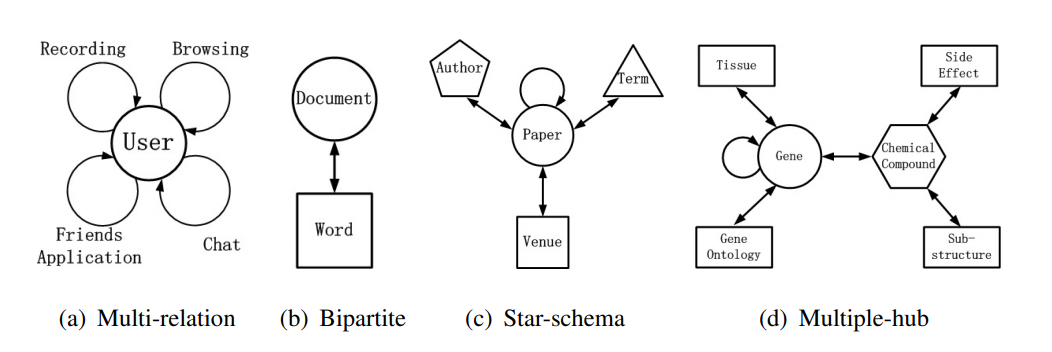 Recording
Browsing
User
Friends
Application
Chat
(a) Multi-relation
Document
Word
(b) Bipartite
Author
Term
Paper
Venue
(c) Star-schema
Tissue
Side
Effect
Gene
Chemical
Compound
Gene
Ontology
Sub-
structure
(d) Multiple-hub